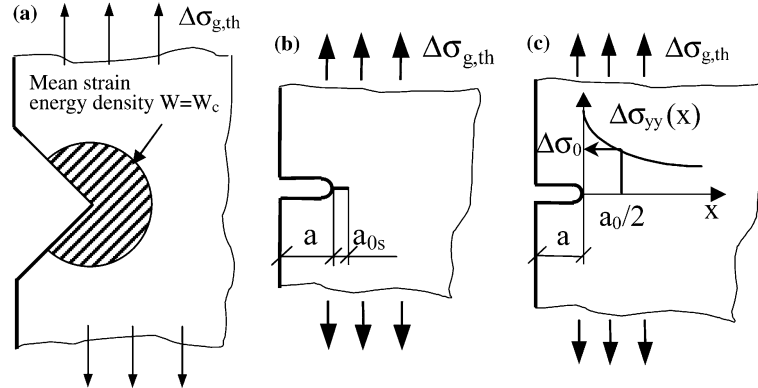 (a)
Δσg,th
Mean strain
energy density W=Wc
(b)
Δσg,th
a
a0s
(c)
Δσg,th
Δσyy(x)
Δσ0
a0/2
x
a